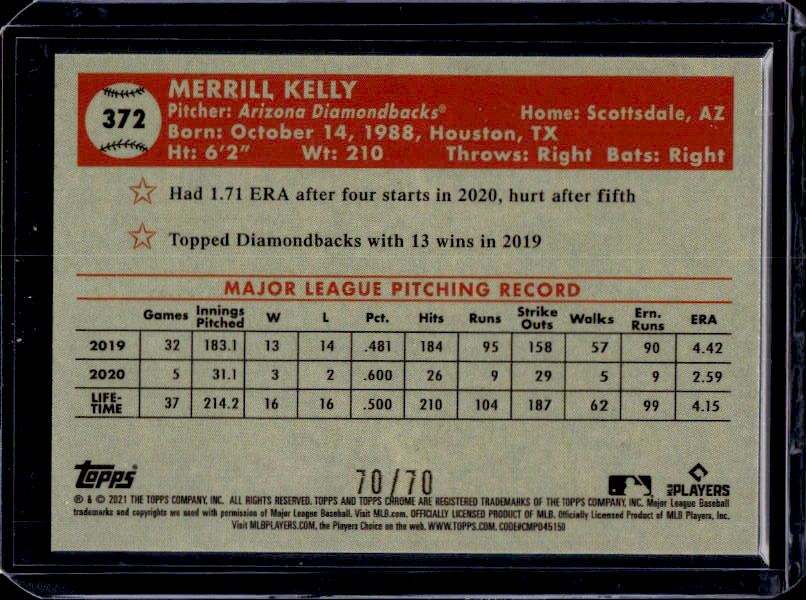 372
MERRILL KELLY
Pitcher: Arizona Diamondbacks® Home: Scottsdale, AZ
Born: October 14, 1988, Houston, TX
Ht: 6'2" Wt: 210 Throws: Right Bats: Right
Had 1.71 ERA after four starts in 2020, hurt after fifth
Topped Diamondbacks with 13 wins in 2019
MAJOR LEAGUE PITCHING RECORD
Games Innings Pitched W L Pct. Hits Runs Strike Outs Walks Ern. Runs ERA
2019 32 183.1 13 14 .481 184 95 158 57 90 4.42
2020 5 31.1 3 2 .600 26 9 29 5 9 2.59
LIFE-TIME 37 214.2 16 16 .500 210 104 187 62 99 4.15
Topps® 70/70 MLB PLAYERS
® & © 2021 THE TOPPS COMPANY, INC. ALL RIGHTS RESERVED. TOPPS AND TOPPS CHROME ARE REGISTERED TRADEMARKS OF THE TOPPS COMPANY, INC. Major League Baseball
trademarks and copyrights are used with permission of Major League Baseball. Visit MLB.com. OFFICIALLY LICENSED PRODUCT OF MLB Players, Inc.
Visit MLBPLAYERS.COM, the Players Choice on the web. WWW.TOPPS.COM. CODE#CMP045150